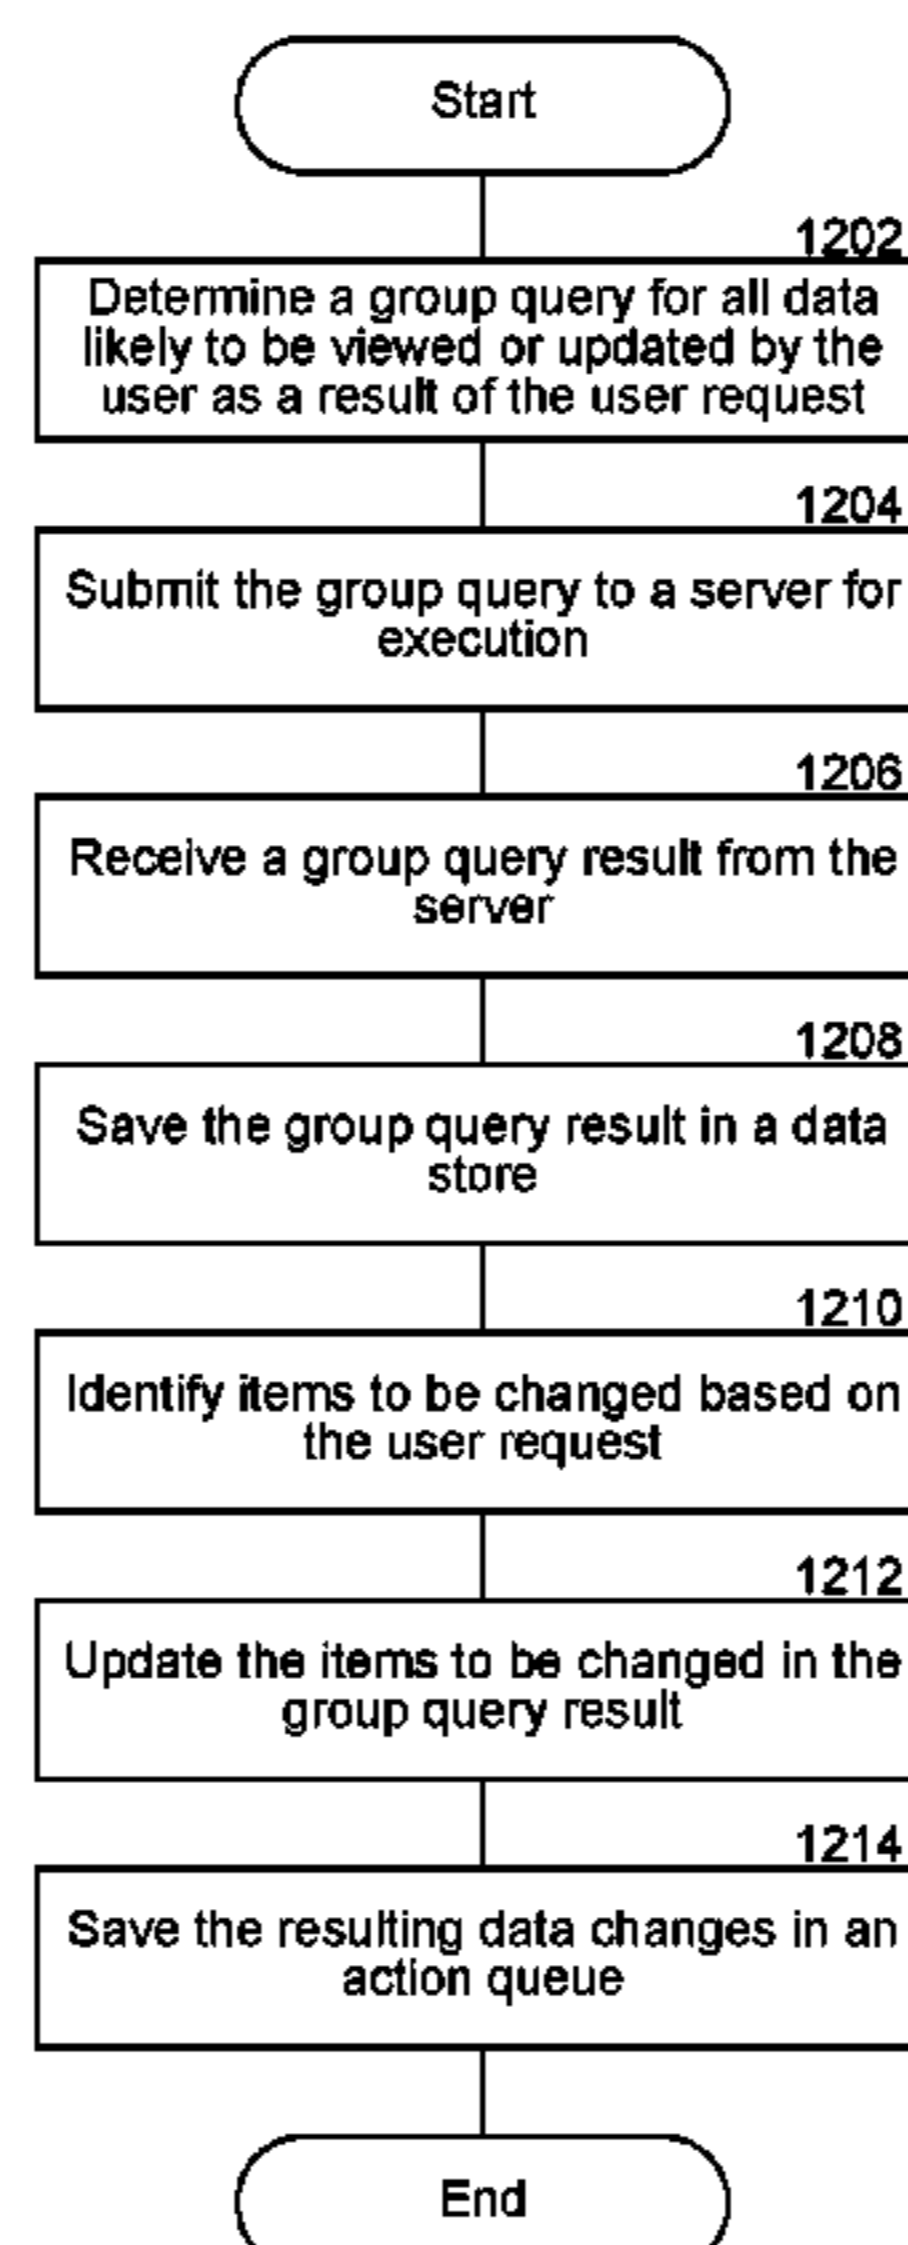 Start
1202
Determine a group query for all data
likely to be viewed or updated by the
user as a result of the user request
1204
Submit the group query to a server for
execution
1206
Receive a group query result from the
server
1208
Save the group query result in a data
store
1210
Identify items to be changed based on
the user request
1212
Update the items to be changed in the
group query result
1214
Save the resulting data changes in an
action queue
End